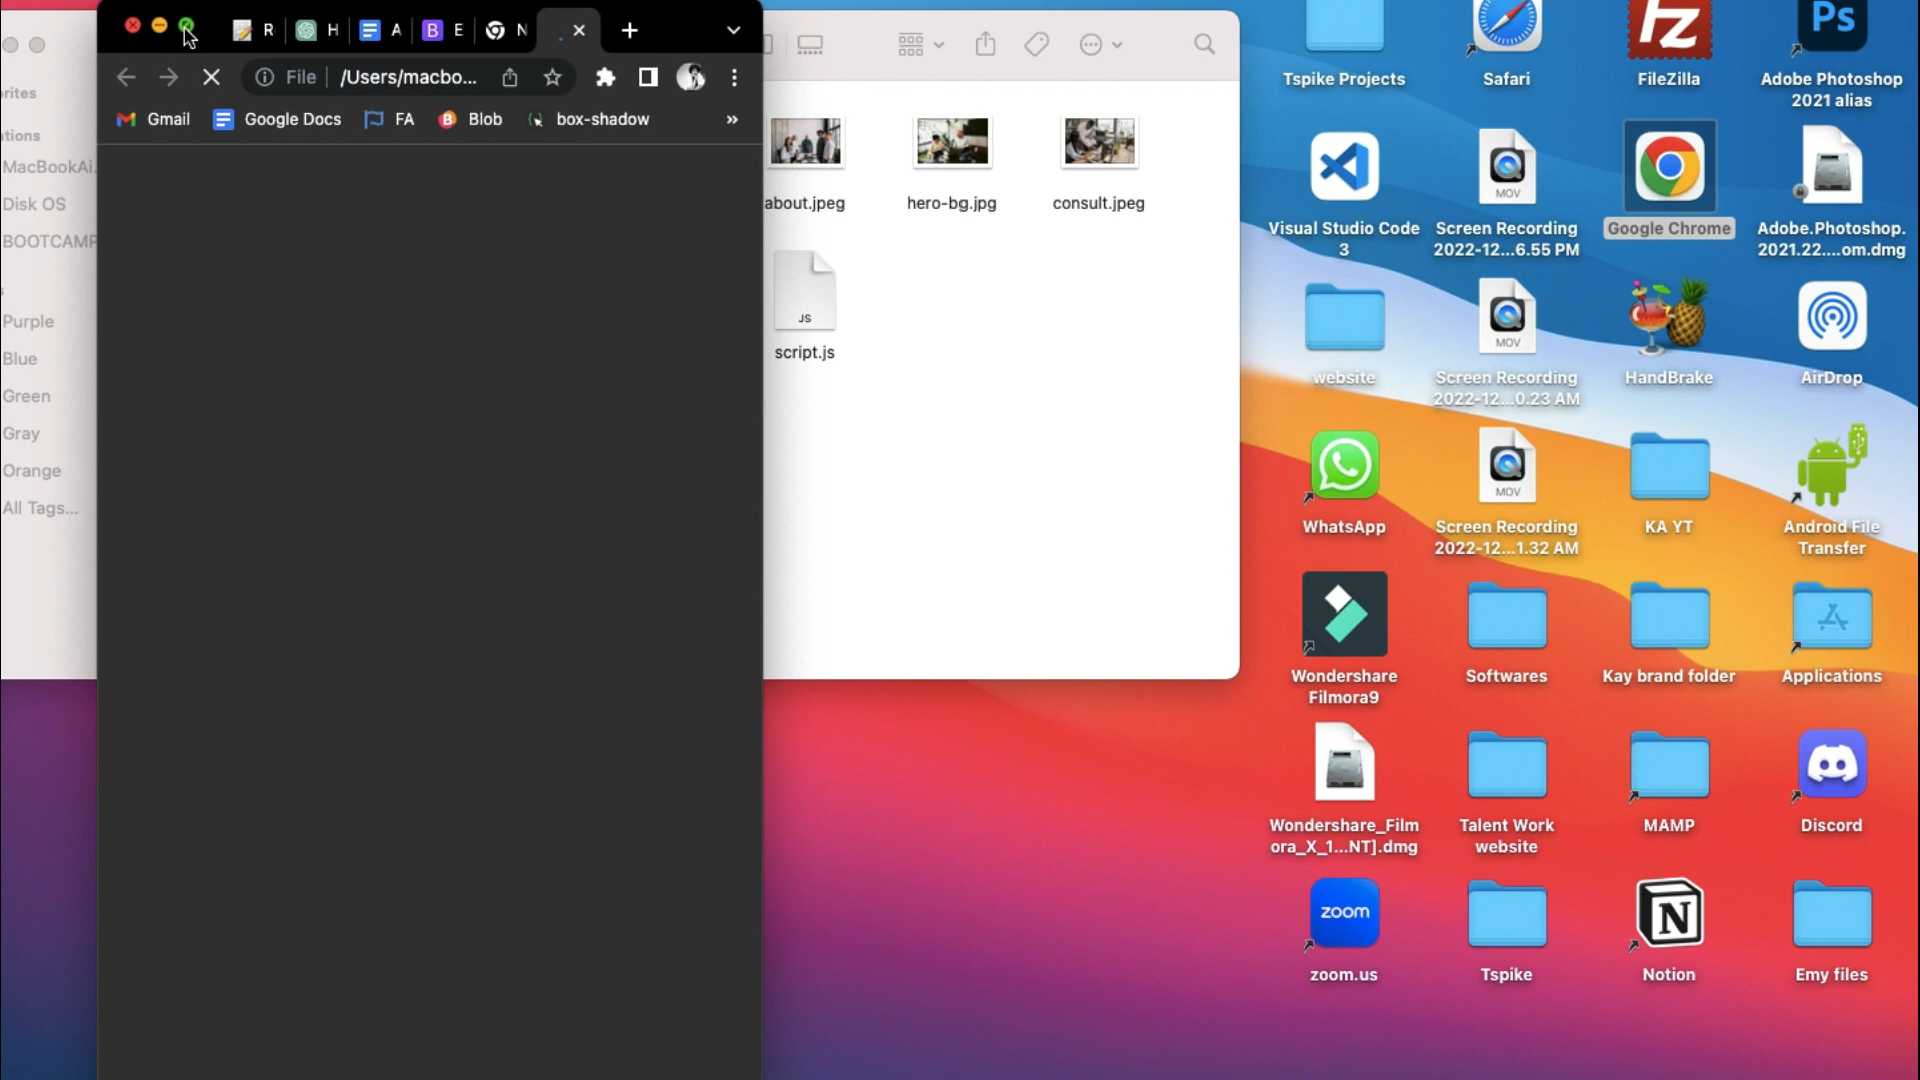 R
H
A
B
E
N
File
/Users/macbo...
Gmail
Google Docs
FA
B
Blob
box-shadow
»
rites
tions
MacBookAi.
Disk OS
BOOTCAMP
s
Purple
Blue
Green
Gray
Orange
All Tags...
about.jpeg
hero-bg.jpg
consult.jpeg
JS
script.js
Tspike Projects
Safari
FZ
FileZilla
Ps
Adobe Photoshop
2021 alias
Visual Studio Code
3
MOV
Screen Recording
2022-12...6.55 PM
Google Chrome
Adobe.Photoshop.
2021.22....om.dmg
website
MOV
Screen Recording
2022-12...0.23 AM
HandBrake
AirDrop
WhatsApp
MOV
Screen Recording
2022-12...1.32 AM
KA YT
Android File
Transfer
Wondershare
Filmora9
Softwares
Kay brand folder
Applications
Wondershare_Film
ora_X_1...NT].dmg
Talent Work
website
MAMP
Discord
zoom
zoom.us
Tspike
N
Notion
Emy files